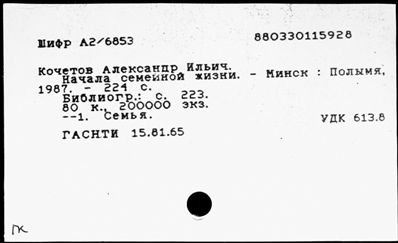 Шифр А2/6853 880330115928
Кочетов Александр Ильич.
Начала семейной жизни. - Минск : Полымя,
1987. - 224 с.
Библиогр.: с. 223.
80 к., 200000 экз.
--1. Семья.
УДК 613.8
ГАСНТИ 15.81.65
ПК